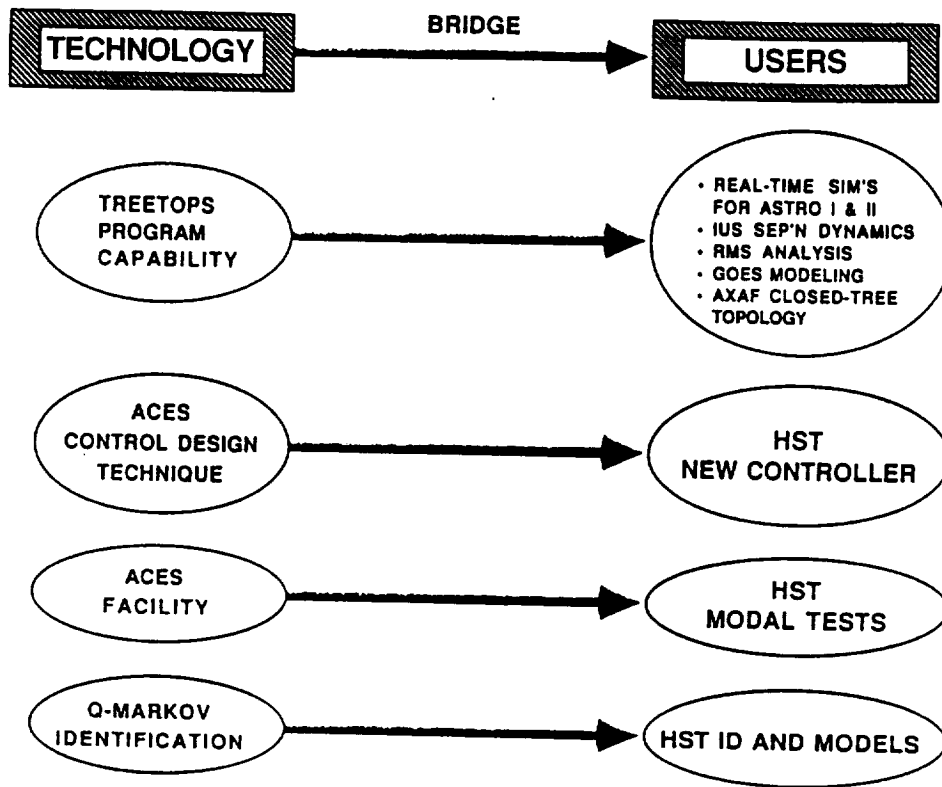 TECHNOLOGY
BRIDGE
USERS
TREETOPS
PROGRAM
CAPABILITY
• REAL-TIME SIM'S
FOR ASTRO I & II
• IUS SEP'N DYNAMICS
• RMS ANALYSIS
• GOES MODELING
• AXAF CLOSED-TREE
TOPOLOGY
ACES
CONTROL DESIGN
TECHNIQUE
HST
NEW CONTROLLER
ACES
FACILITY
HST
MODAL TESTS
Q-MARKOV
IDENTIFICATION
HST ID AND MODELS